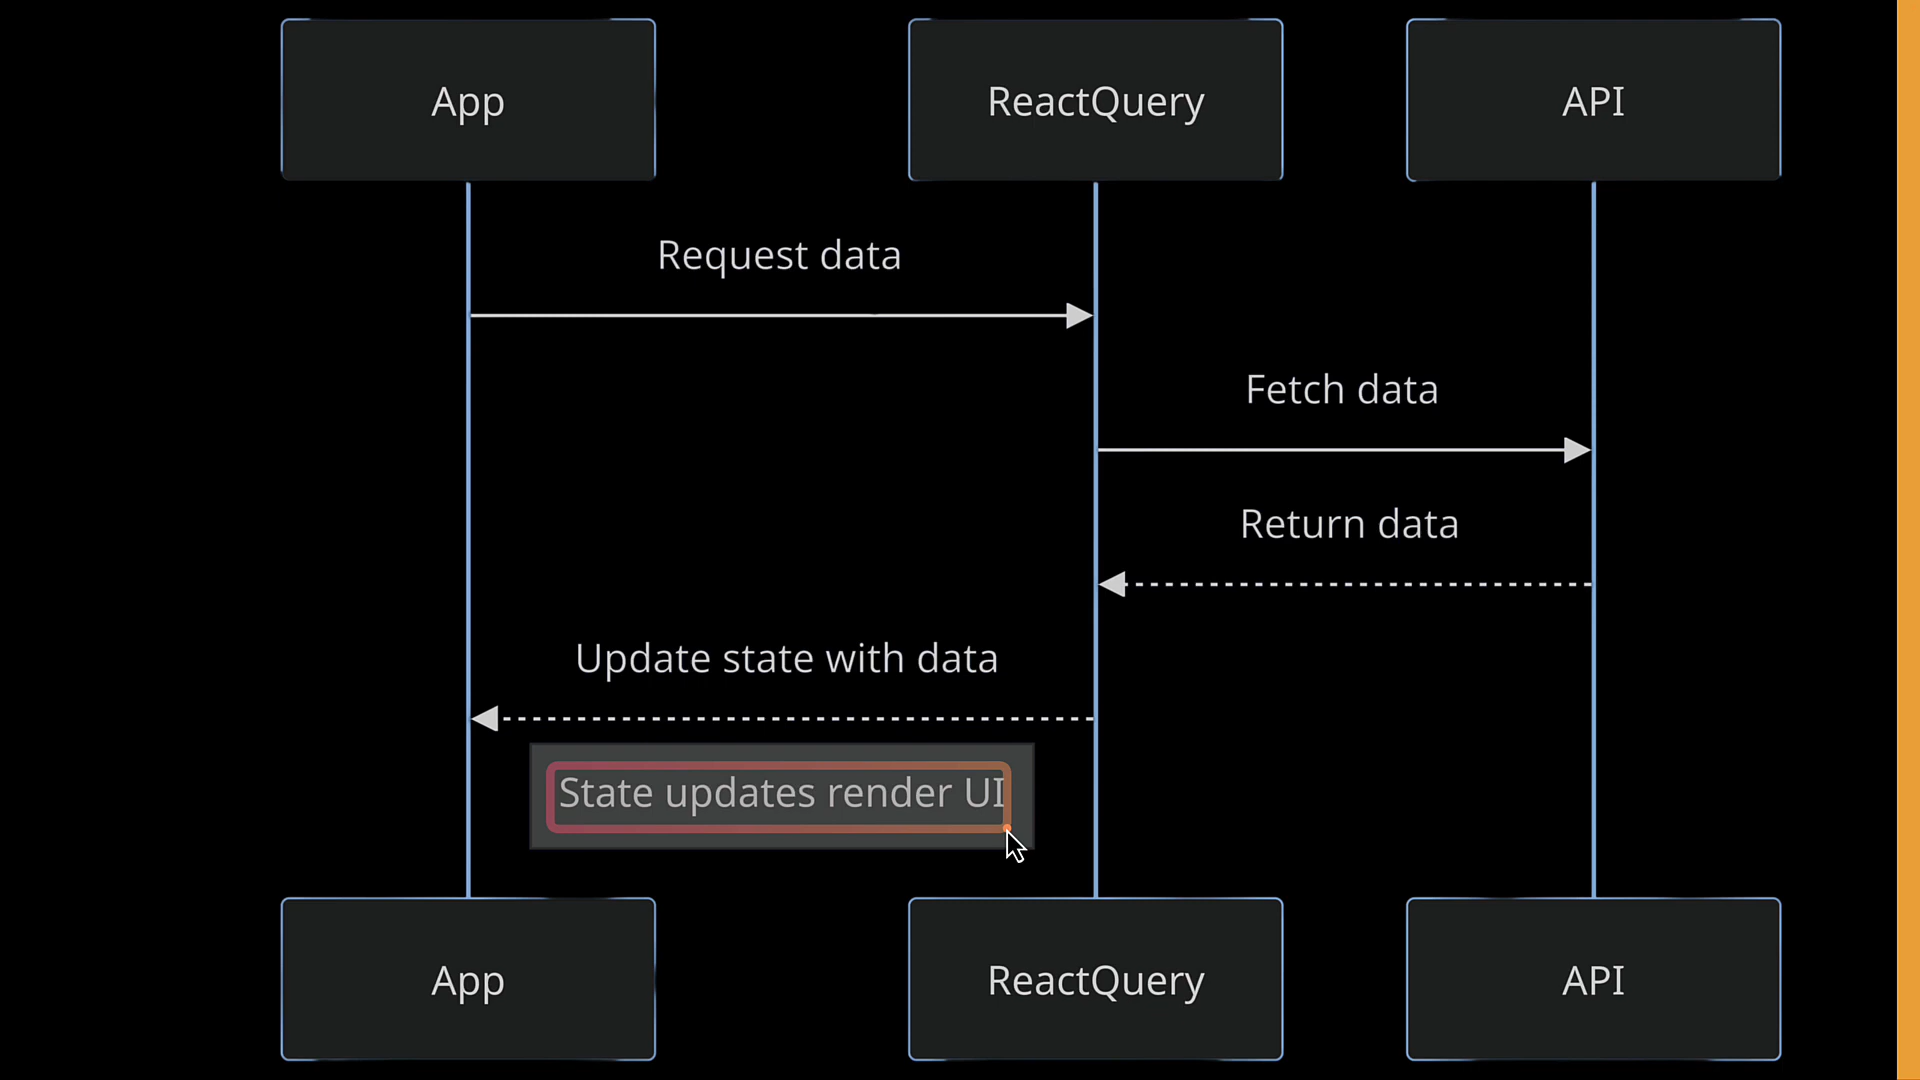 App
ReactQuery
API
Request data
Fetch data
Return data
Update state with data
State updates render UI
App
ReactQuery
API